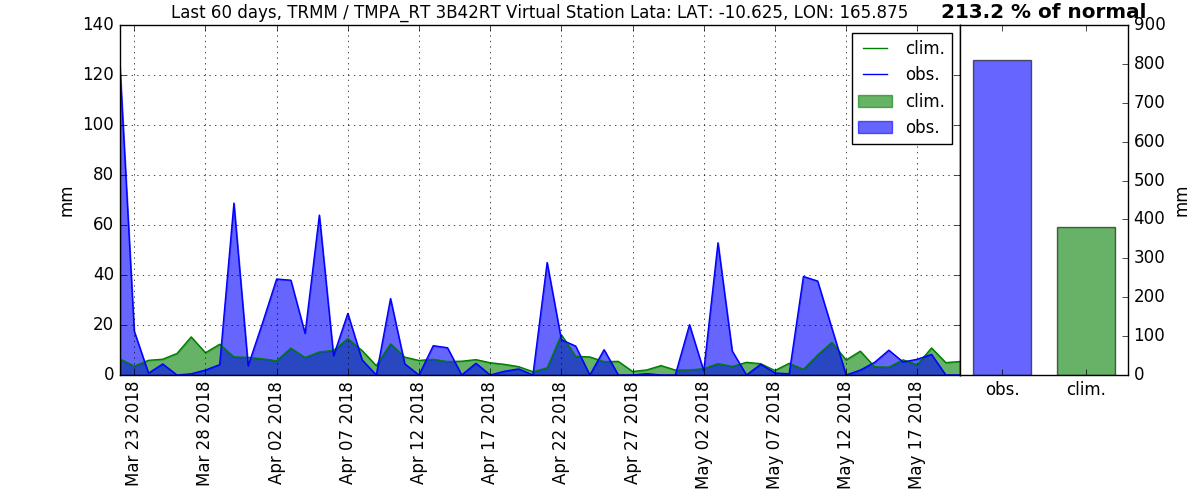 Last 60 days, TRMM / TMPA_RT 3B42RT Virtual Station Lata: LAT: -10.625, LON: 165.875
213.2 % of normal
140
120
100
80
60
40
20
0
mm
clim.
obs.
clim.
obs.
Mar 23 2018
Mar 28 2018
Apr 02 2018
Apr 07 2018
Apr 12 2018
Apr 17 2018
Apr 22 2018
Apr 27 2018
May 02 2018
May 07 2018
May 12 2018
May 17 2018
900
800
700
600
500
400
300
200
100
0
mm
obs.
clim.